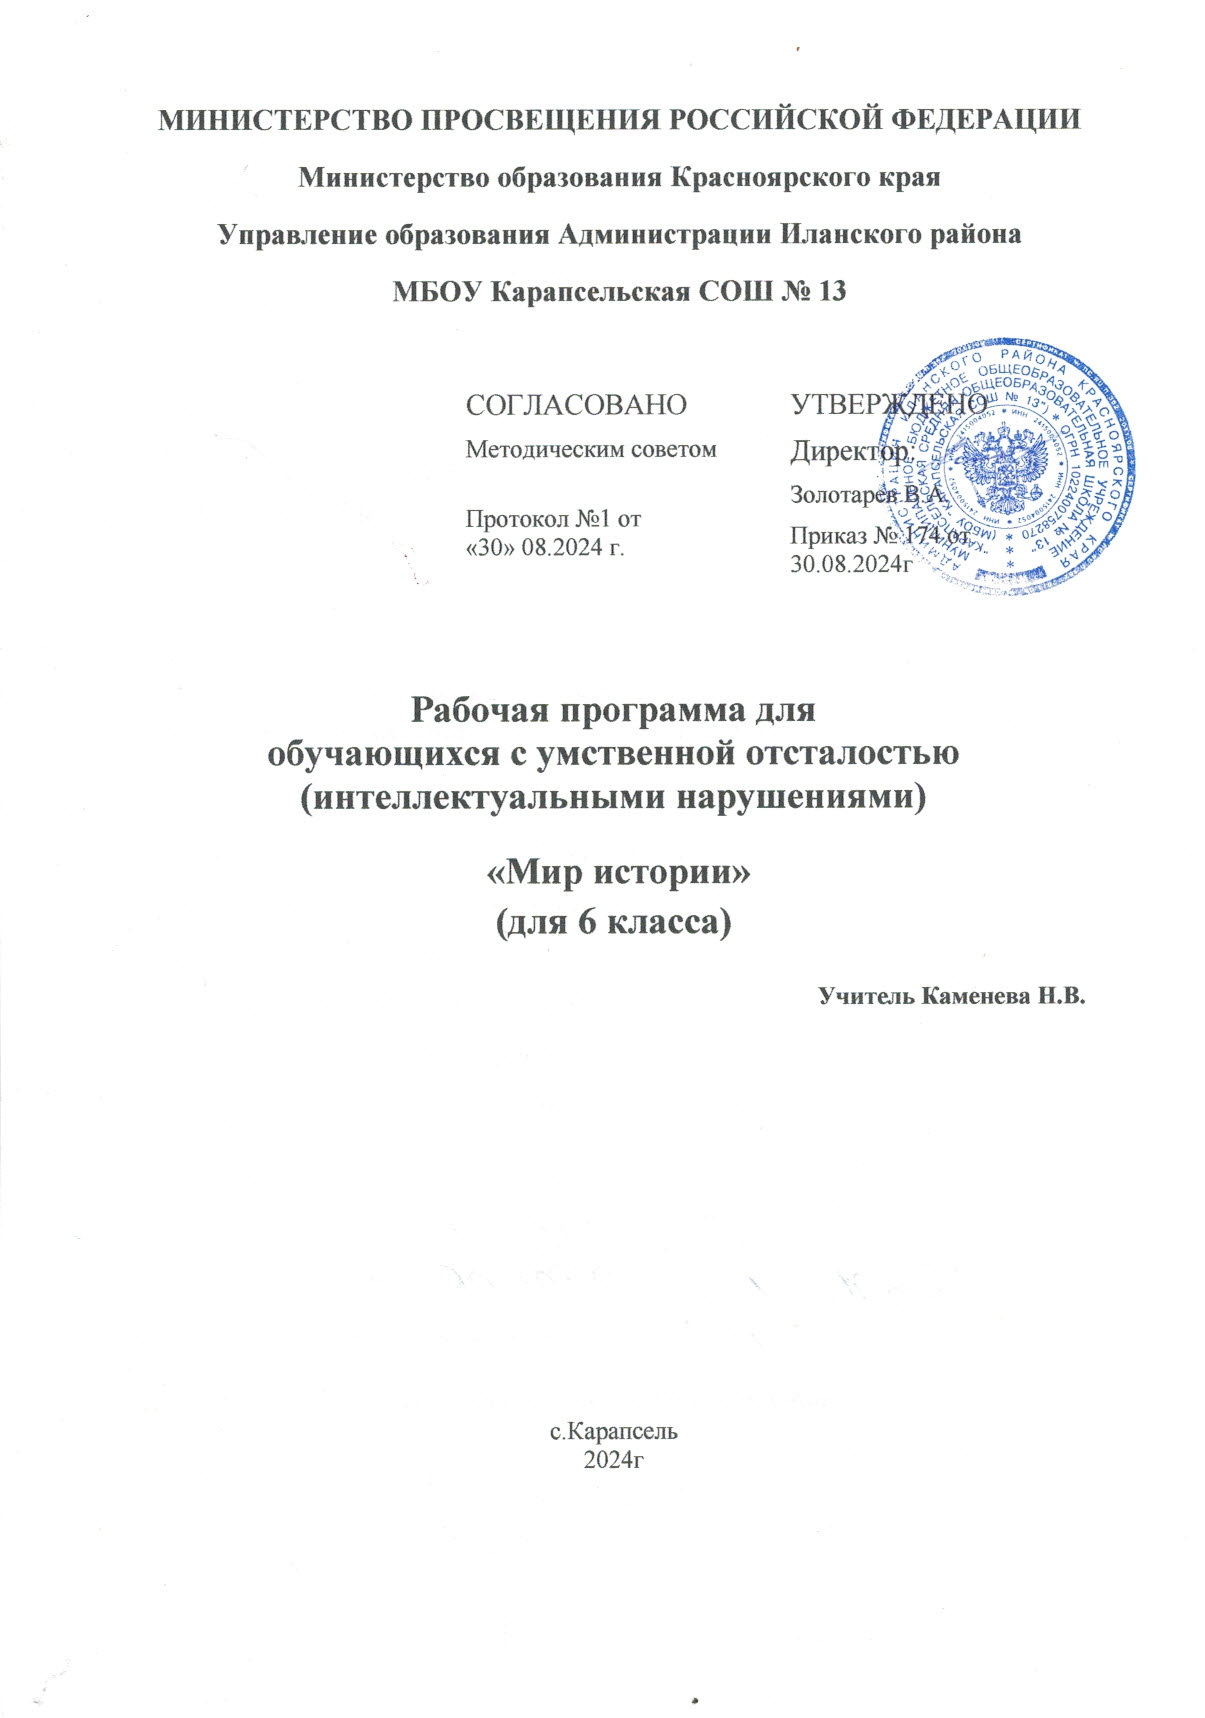 МИНИСТЕРСТВО ПРОСВЕЩЕНИЯ РОССИЙСКОЙ ФЕДЕРАЦИИ
Министерство образования Красноярского края
Управление образования Администрации Иланского района
МБОУ Карапсельская СОШ № 13
СОГЛАСОВАНО
Методическим советом
Протокол №1 от
«30» 08.2024 г.
УТВЕРЖДЕНО
Директор.
Золотарев В.А.
Приказ № 174 от
30.08.2024г
Рабочая программа для
обучающихся с умственной отсталостью
(интеллектуальными нарушениями)
«Мир истории»
(для 6 класса)
Учитель Каменева Н.В.
с.Карапсель
2024г